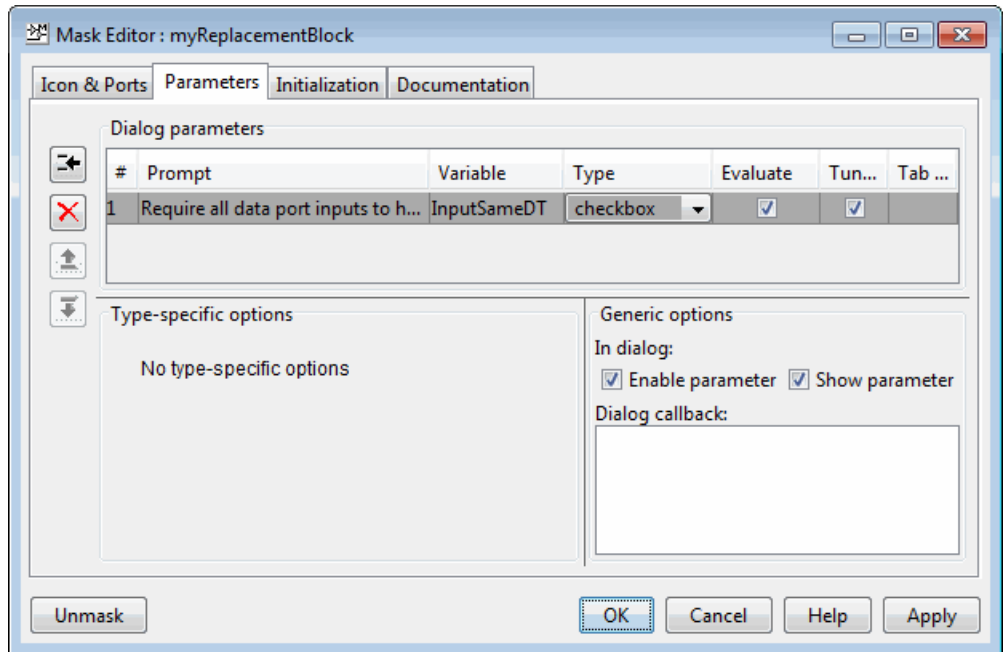 Mask Editor : myReplacementBlock
Icon & Ports Parameters Initialization Documentation
Dialog parameters
# Prompt Variable Type Evaluate Tun... Tab ...
1 Require all data port inputs to h... InputSameDT checkbox
Type-specific options
No type-specific options
Generic options
In dialog:
Enable parameter Show parameter
Dialog callback:
Unmask OK Cancel Help Apply